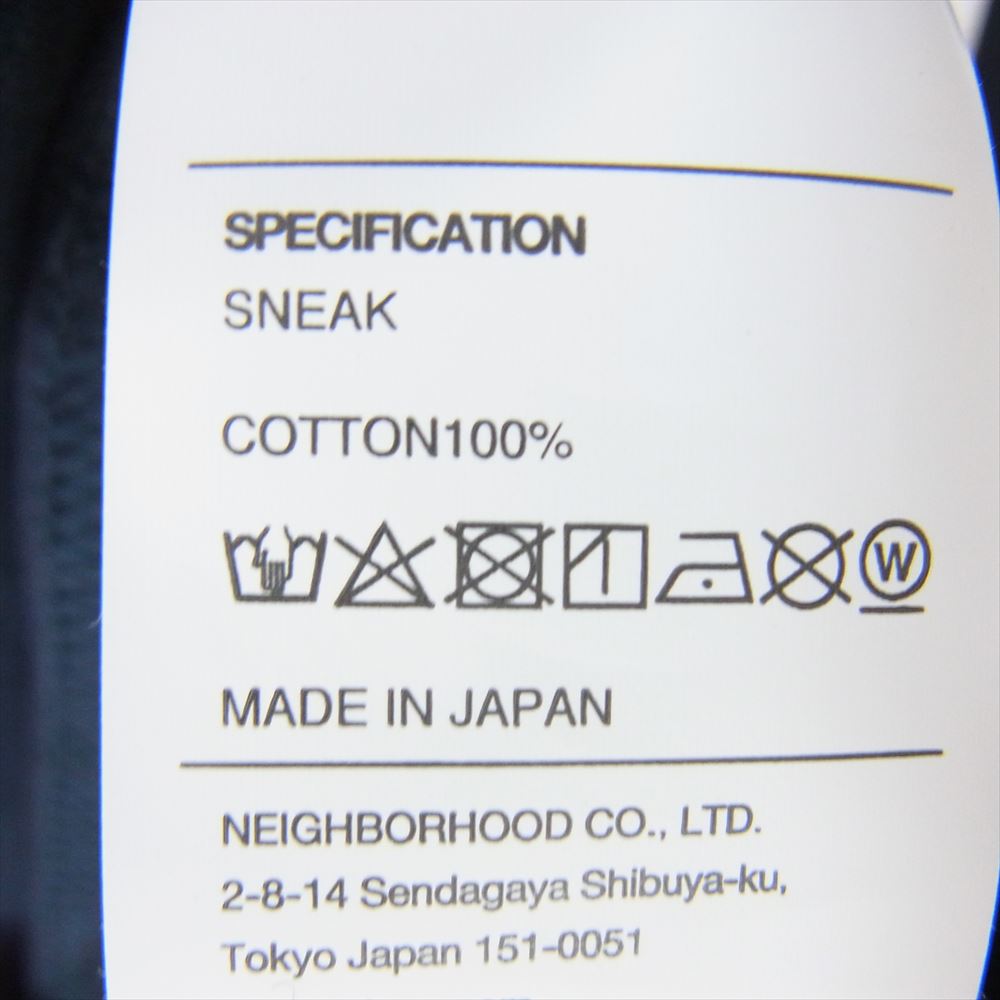 SPECIFICATION
SNEAK
COTTON100%
W
MADE IN JAPAN
NEIGHBORHOOD CO., LTD.
2-8-14 Sendagaya Shibuya-ku,
Tokyo Japan 151-0051